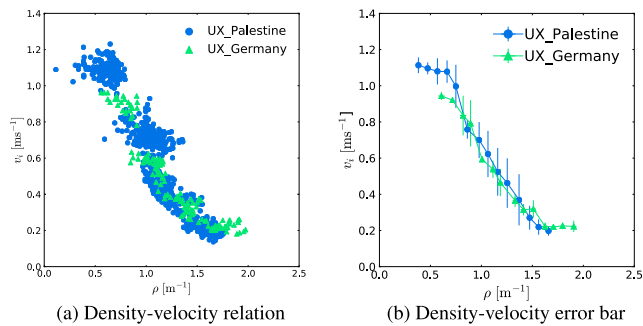 1.4
1.2
1.0
0.8
0.6
0.4
0.2
0.0
v_i [ms⁻¹]
UX_Palestine
UX_Germany
0.0 0.5 1.0 1.5 2.0 2.5
ρ [m⁻¹]
(a) Density-velocity relation
1.4
1.2
1.0
0.8
0.6
0.4
0.2
0.0
v_i [ms⁻¹]
UX_Palestine
UX_Germany
0.0 0.5 1.0 1.5 2.0 2.5
ρ [m⁻¹]
(b) Density-velocity error bar